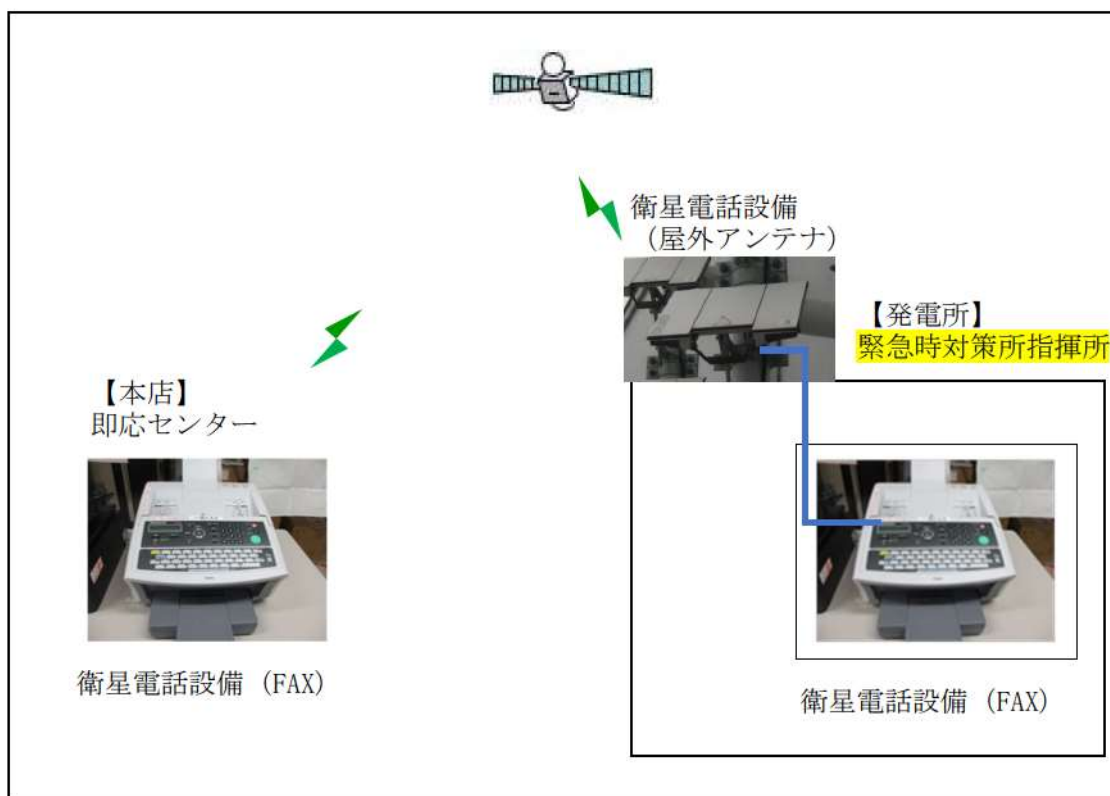 衛星電話設備
（屋外アンテナ）
【発電所】
緊急時対策所指揮所
【本店】
即応センター
衛星電話設備 (FAX)
衛星電話設備 (FAX)